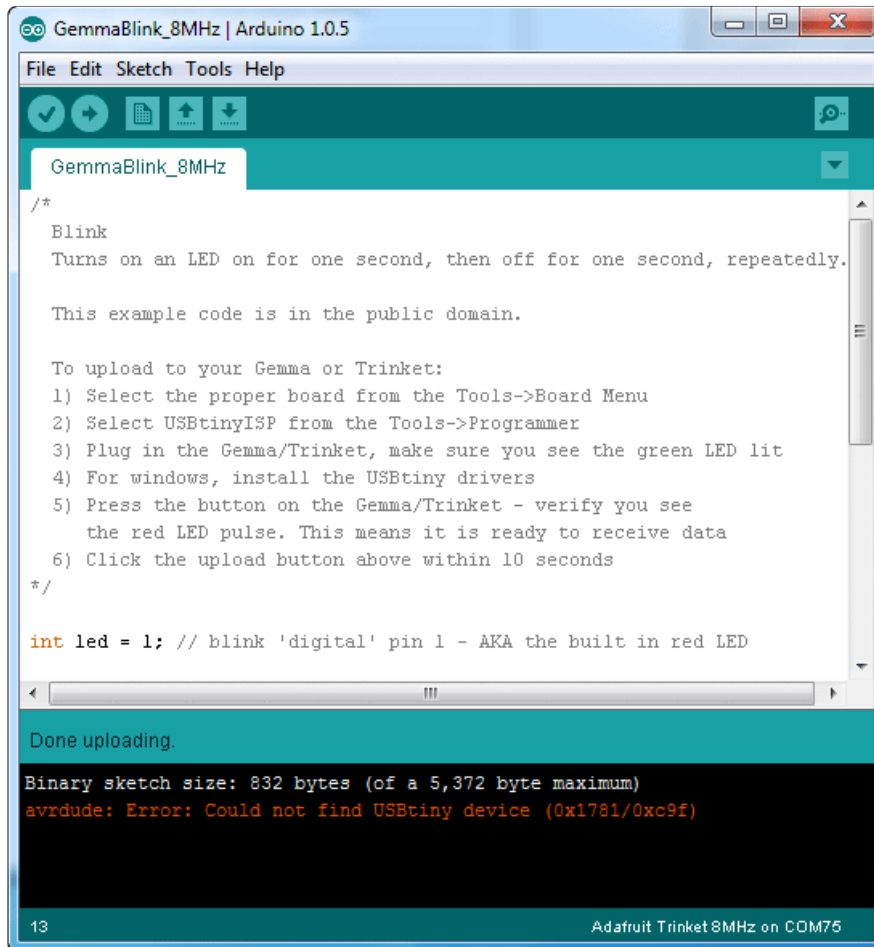 GemmaBlink_8MHz | Arduino 1.0.5
File Edit Sketch Tools Help
GemmaBlink_8MHz
/*
Blink
Turns on an LED on for one second, then off for one second, repeatedly.
This example code is in the public domain.
To upload to your Gemma or Trinket:
1) Select the proper board from the Tools->Board Menu
2) Select USBtinyISP from the Tools->Programmer
3) Plug in the Gemma/Trinket, make sure you see the green LED lit
4) For windows, install the USBtiny drivers
5) Press the button on the Gemma/Trinket - verify you see
the red LED pulse. This means it is ready to receive data
6) Click the upload button above within 10 seconds
*/
int led = 1; // blink 'digital' pin 1 - AKA the built in red LED
Done uploading.
Binary sketch size: 832 bytes (of a 5,372 byte maximum)
avrdude: Error: Could not find USBtiny device (0x1781/0xc9f)
13 Adafruit Trinket 8MHz on COM75